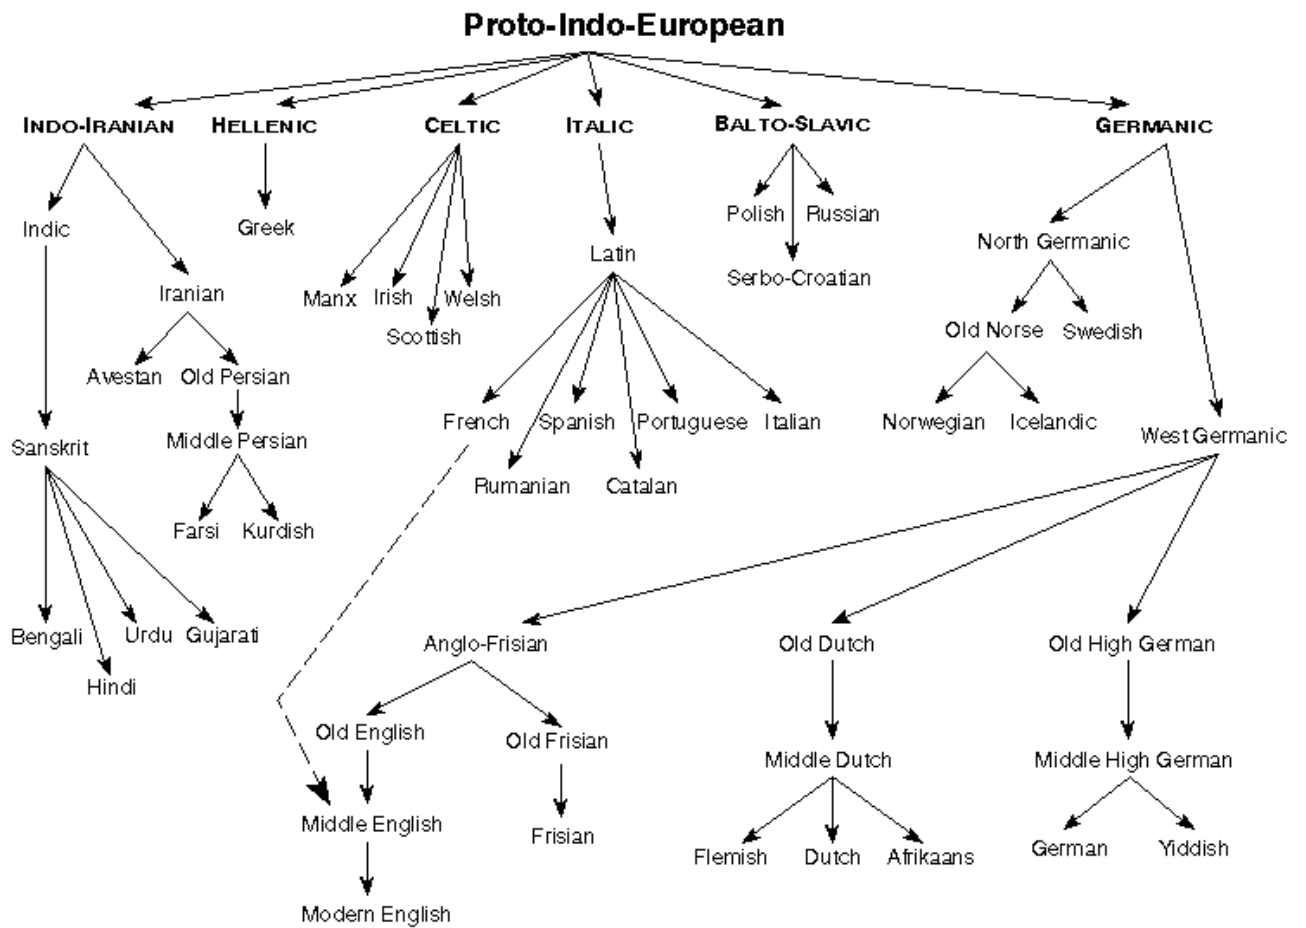 Proto-Indo-European
INDO-IRANIAN HELLENIC CELTIC ITALIC BALTO-SLAVIC GERMANIC
Polish Russian
Indic Greek North Germanic
Latin
Serbo-Croatian
Iranian Manx Irish Welsh
Scottish Old Norse Swedish
Avestan Old Persian
French Spanish Portuguese Italian Norwegian Icelandic
Sanskrit Middle Persian West Germanic
Rumanian Catalan
Farsi Kurdish
Bengali Urdu Gujarati Anglo-Frisian Old Dutch Old High German
Hindi
Old English Old Frisian
Middle Dutch Middle High German
Middle English Frisian
Flemish Dutch Afrikaans German Yiddish
Modern English